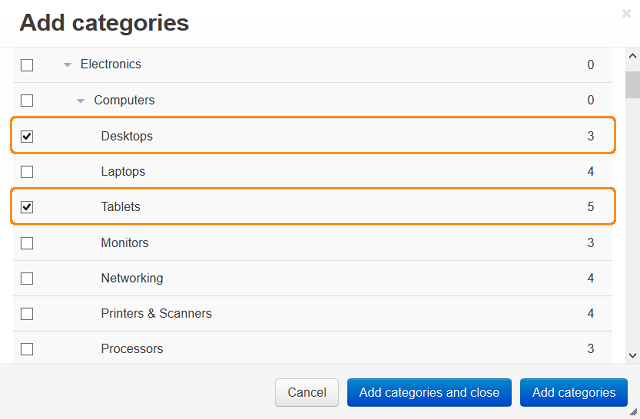 Add categories
Electronics 0
Computers 0
Desktops 3
Laptops 4
Tablets 5
Monitors 3
Networking 4
Printers & Scanners 4
Processors 3
Cancel Add categories and close Add categories